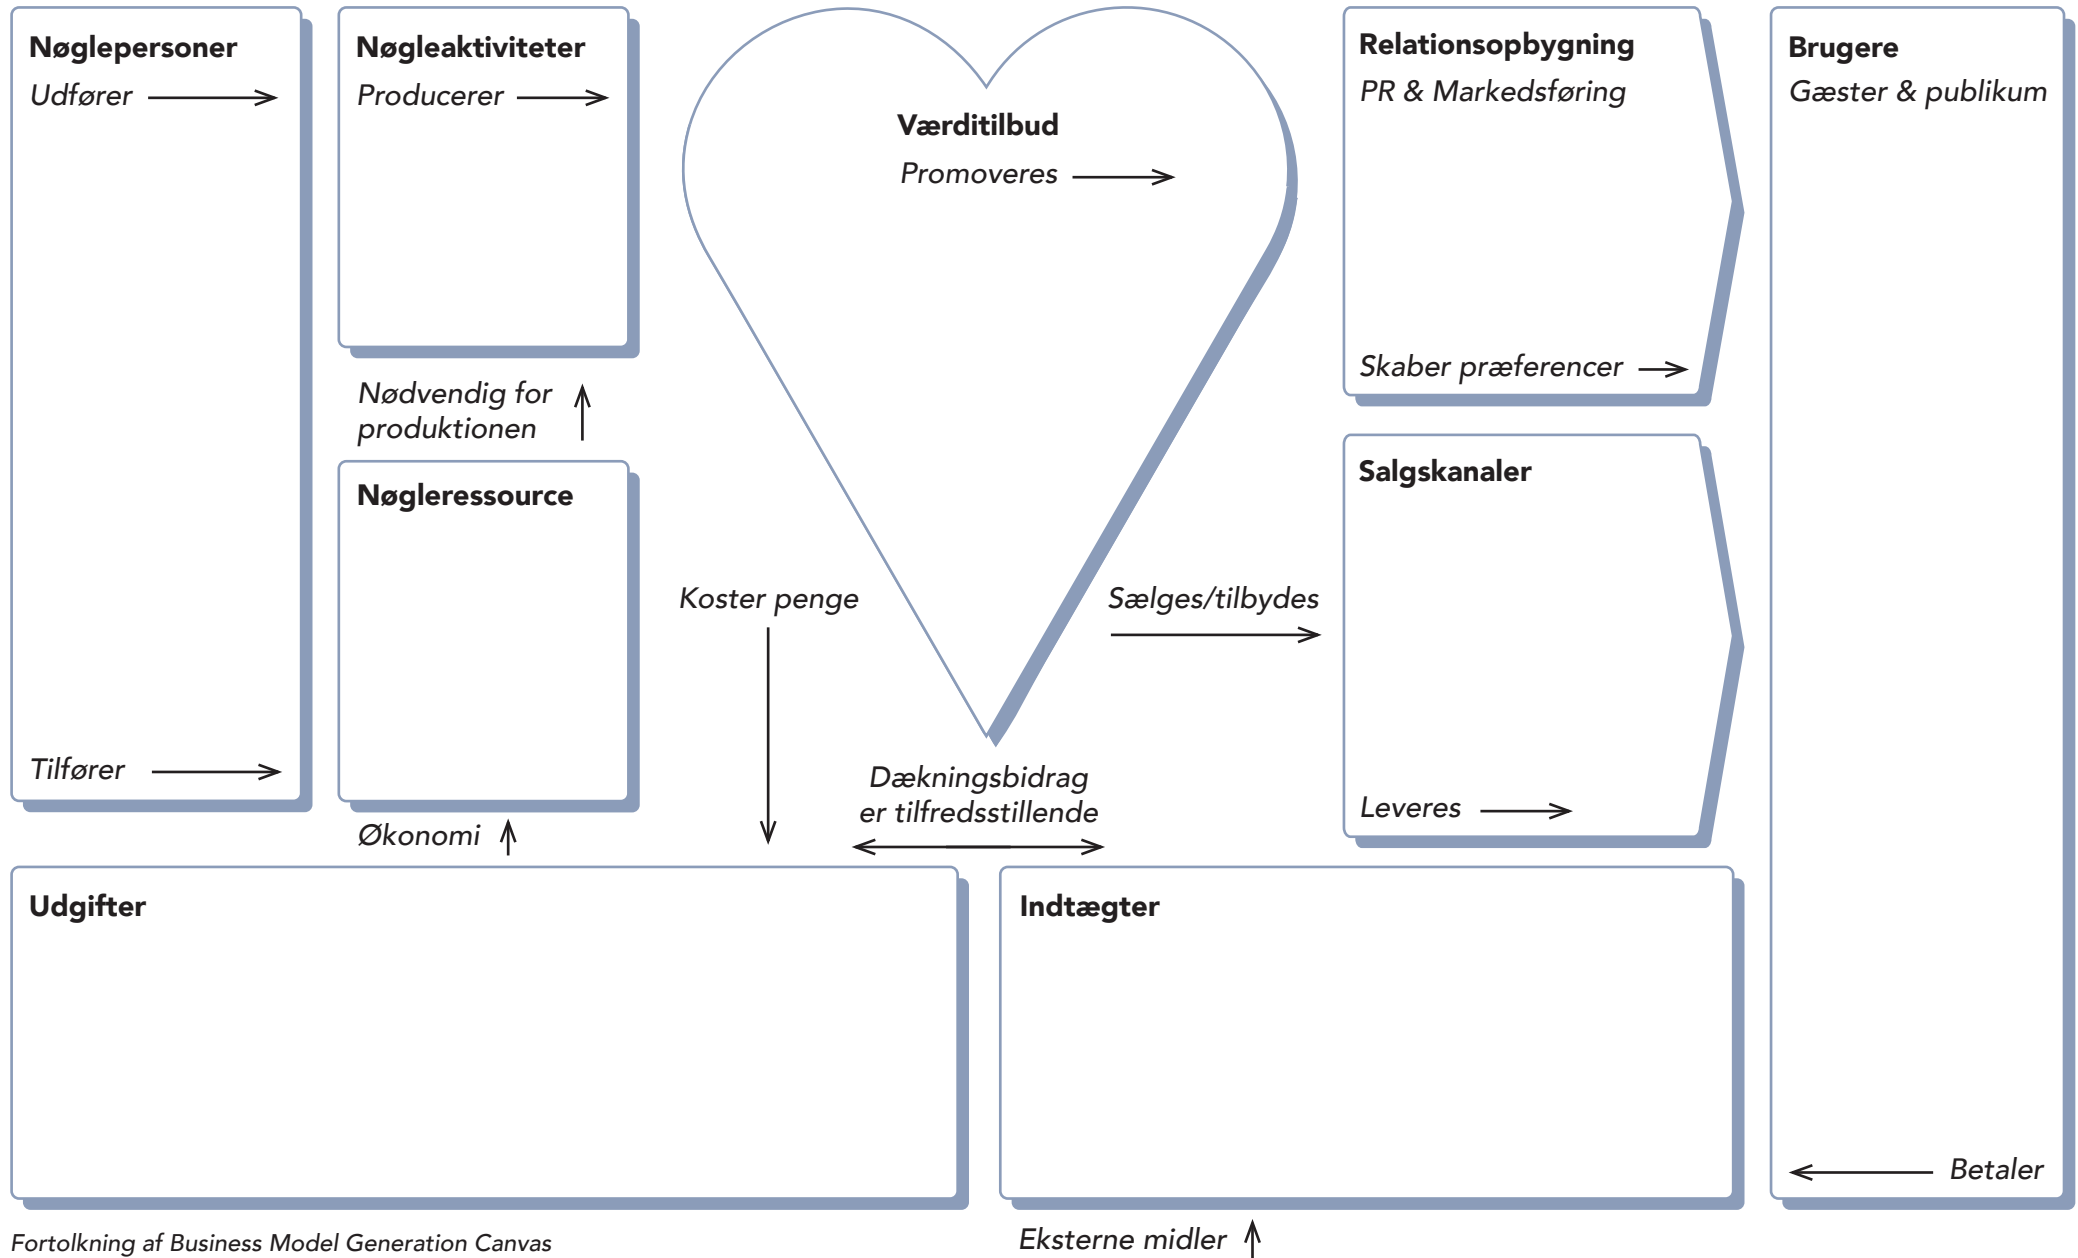 Nøglepersoner
Udfører
Tilfører
Nøgleaktiviteter
Producerer
Nødvendig for
produktionen
Nøgleressource
Økonomi
Værditilbud
Promoveres
Koster penge
Sælges/tilbydes
Dækningsbidrag
er tilfredsstillende
Relationsopbygning
PR & Markedsføring
Skaber præferencer
Salgskanaler
Leveres
Brugere
Gæster & publikum
Betaler
Udgifter
Indtægter
Fortolkning af Business Model Generation Canvas
Eksterne midler